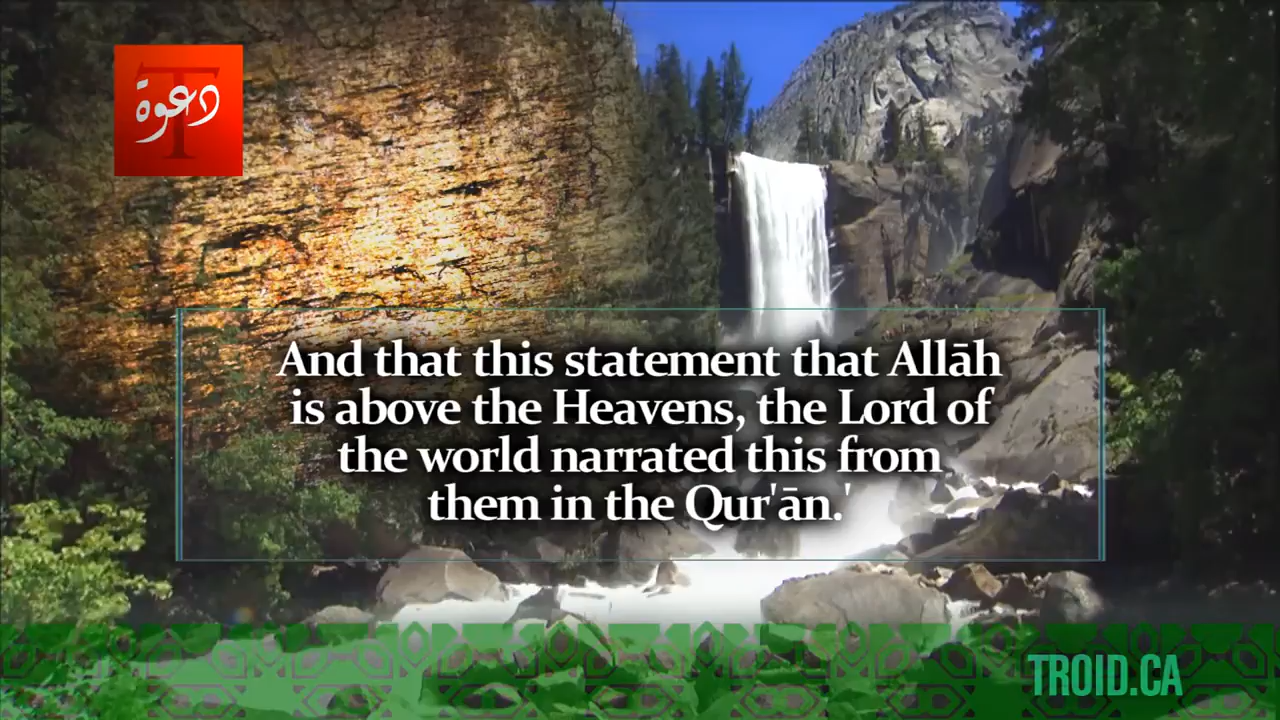 T
دعوة
And that this statement that Allāh
is above the Heavens, the Lord of
the world narrated this from
them in the Qur'ān.'
TROID.CA